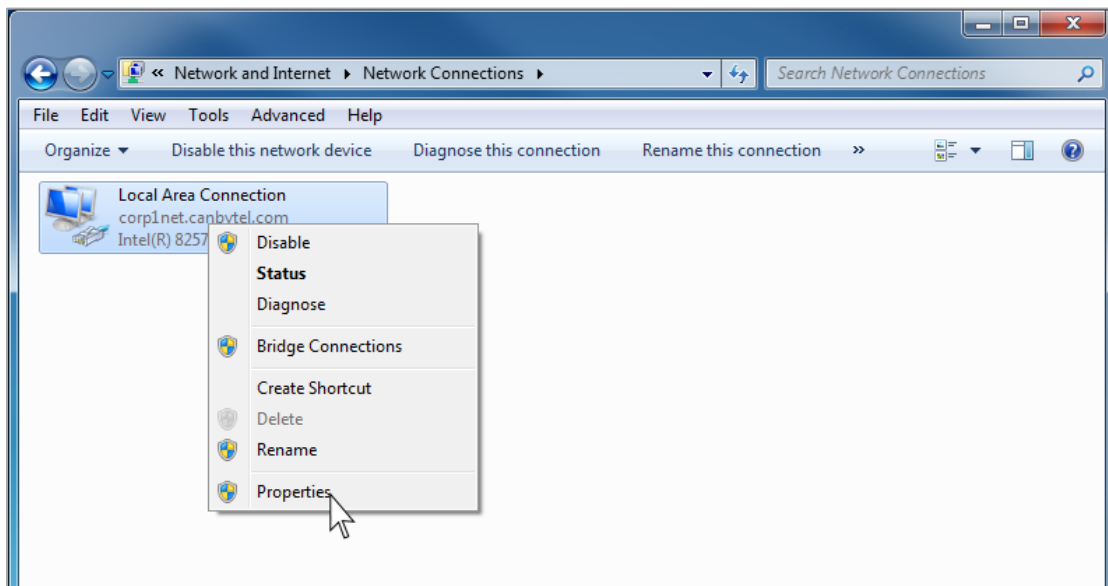 « Network and Internet ▸ Network Connections ▸
Search Network Connections
File Edit View Tools Advanced Help
Organize ▼ Disable this network device Diagnose this connection Rename this connection »
Local Area Connection
corp1net.canbytel.com
Intel(R) 8257
Disable
Status
Diagnose
Bridge Connections
Create Shortcut
Delete
Rename
Properties